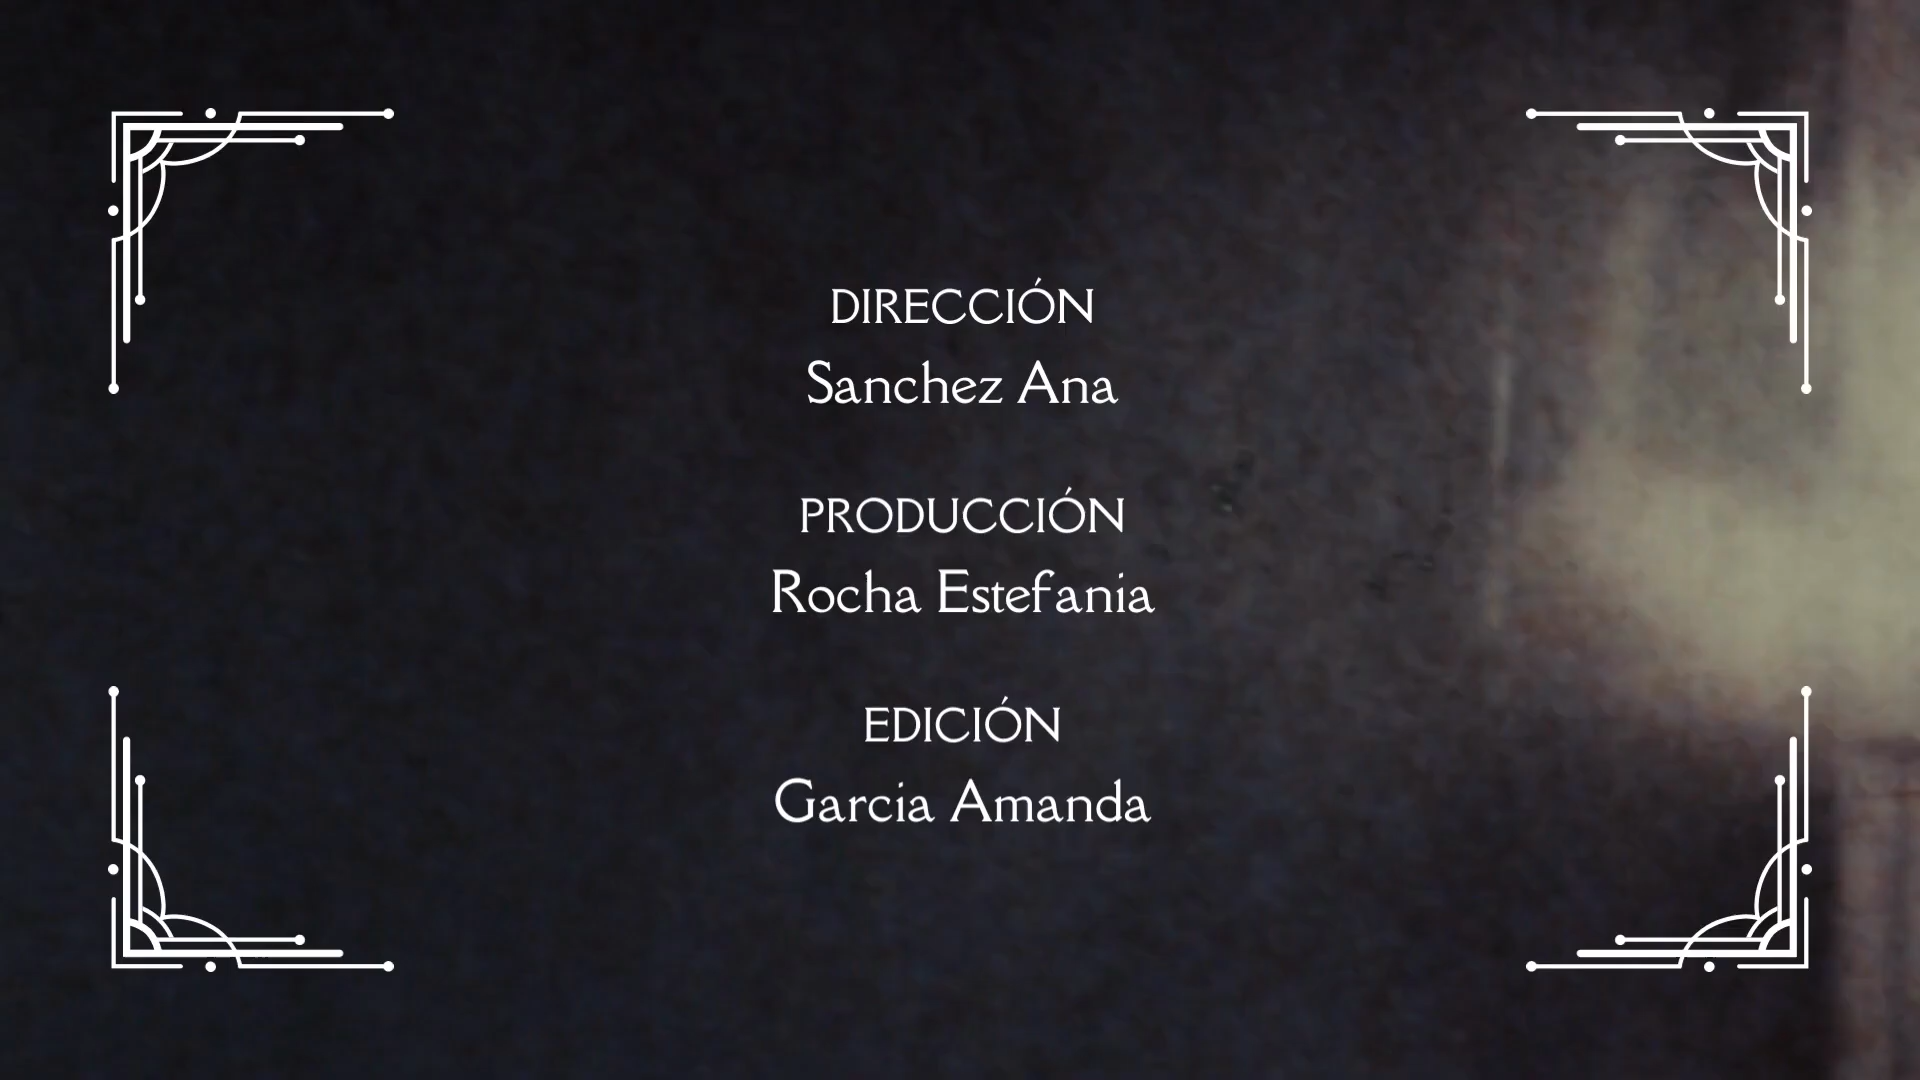 DIRECCIÓN
Sanchez Ana
PRODUCCIÓN
Rocha Estefania
EDICIÓN
Garcia Amanda